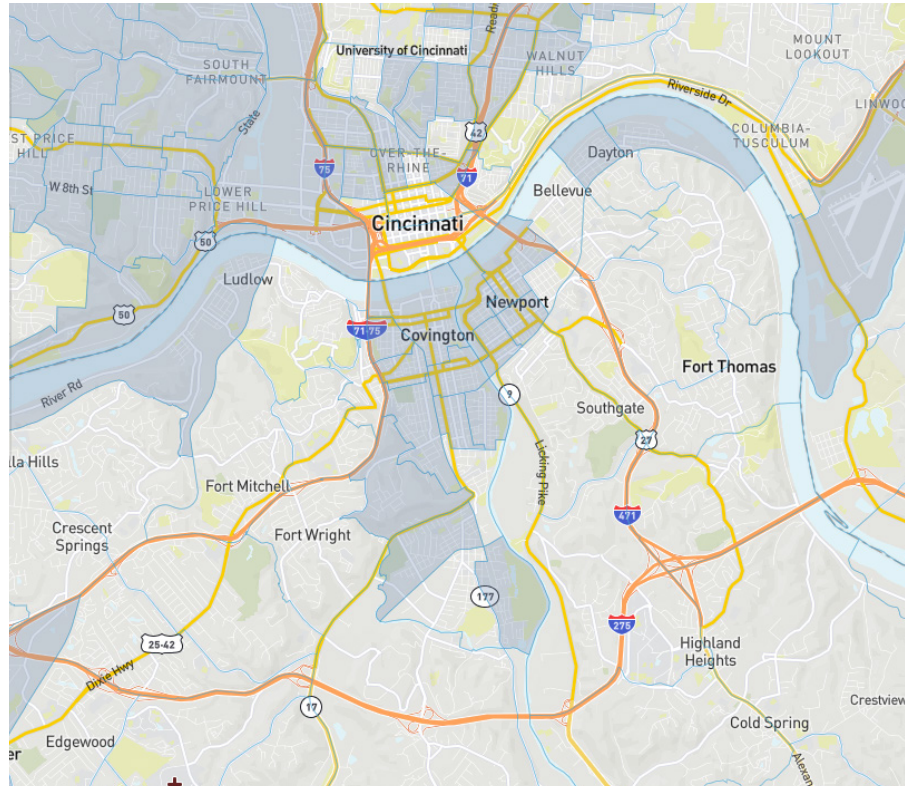 University of Cincinnati
MOUNT
LOOKOUT
SOUTH
FAIRMOUNT
WALNUT
HILLS
Riverside Dr
LINWOO
State
42
COLUMBIA-
TUSCULUM
ST PRICE
HILL
OVER-THE-
RHINE
Dayton
75
71
W 8th St
LOWER
PRICE HILL
Bellevue
Cincinnati
50
Ludlow
Newport
50
71-75
Covington
Fort Thomas
River Rd
9
Southgate
27
Licking Pike
lla Hills
Fort Mitchell
471
Crescent
Springs
Fort Wright
177
275
25-42
Highland
Heights
Dixie Hwy
Crestview
17
Cold Spring
Edgewood
er
Alexan